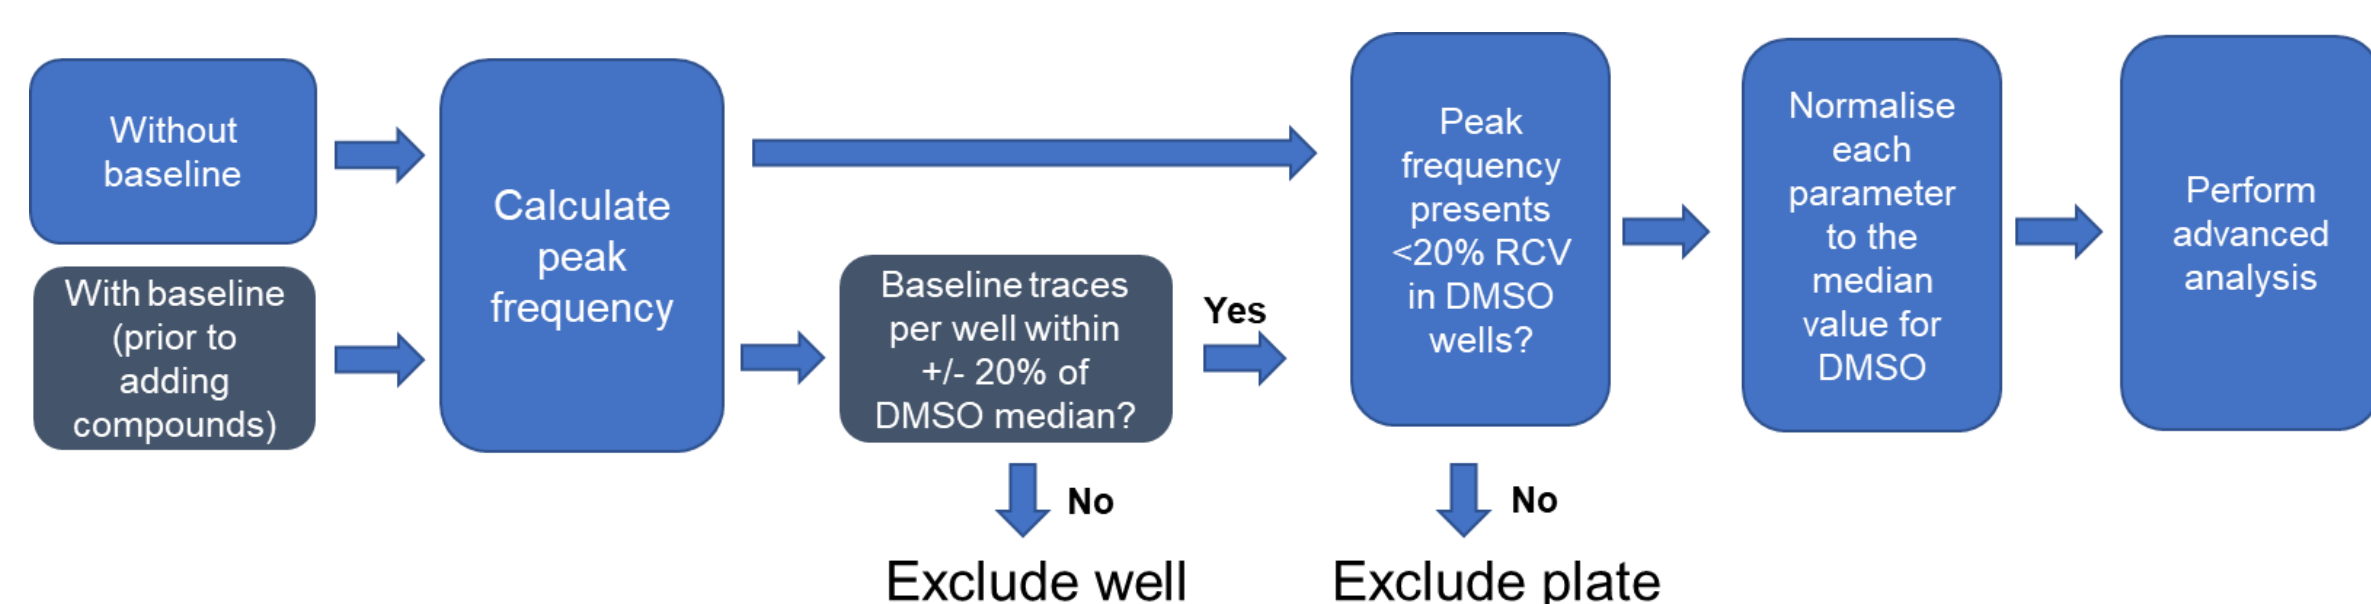 Without
baseline
With baseline
(prior to
adding
compounds)
Calculate
peak
frequency
Baseline traces
per well within
+/- 20% of
DMSO median?
Yes
No
Exclude well
Peak
frequency
presents
<20% RCV
in DMSO
wells?
No
Exclude plate
Normalise
each
parameter
to the
median
value for
DMSO
Perform
advanced
analysis